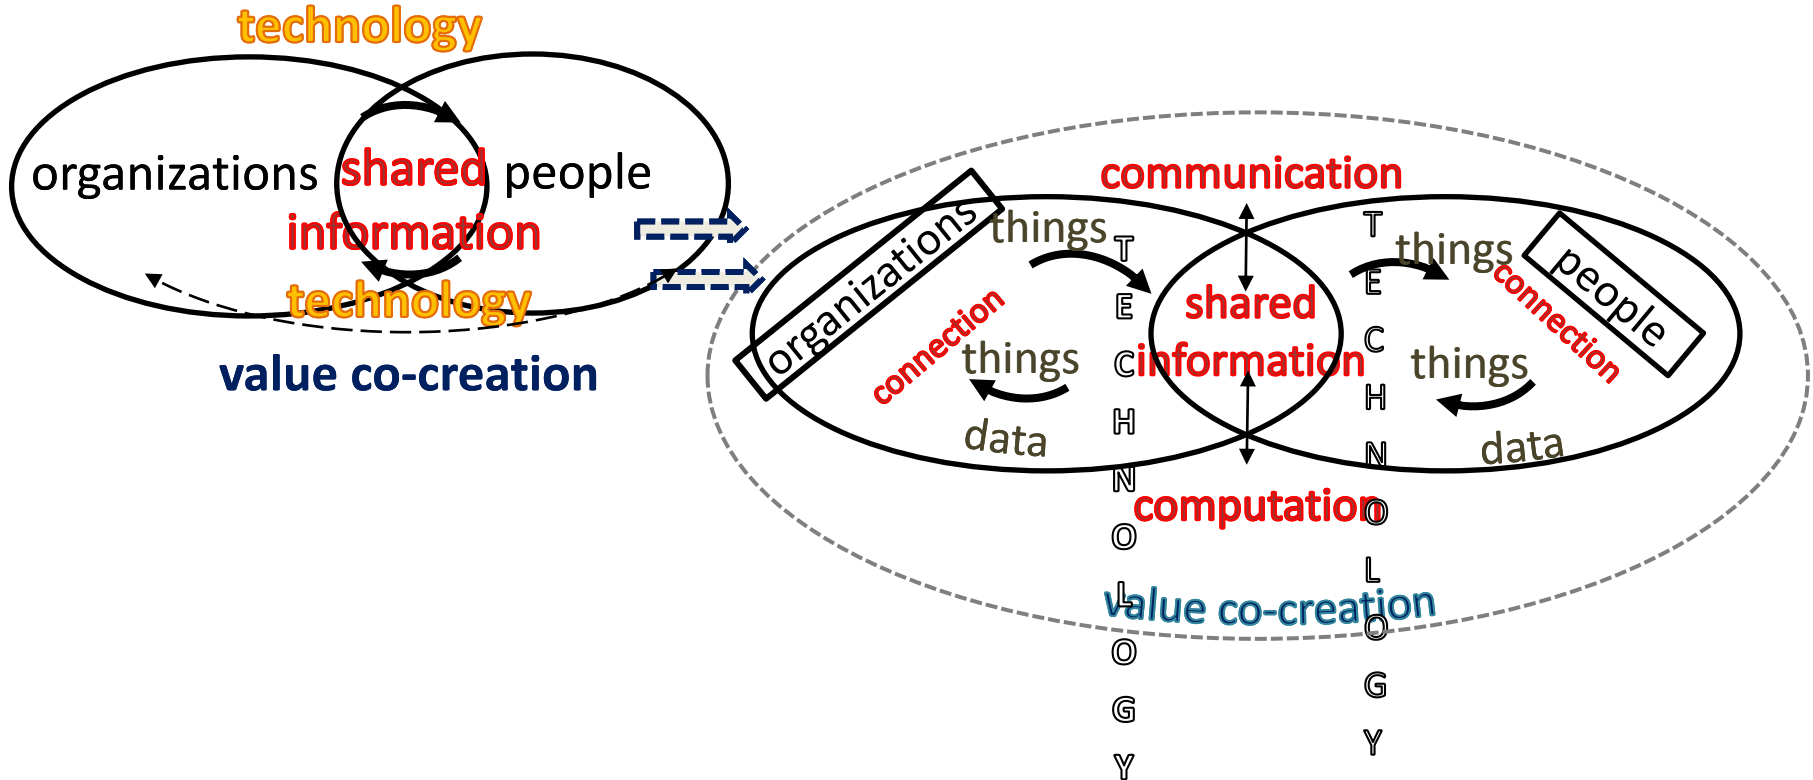 technology
organizations
shared
people
information
technology
value co-creation
communication
organizations
things
TECHNOLOGY
TECHNOLOGY
things
people
connection
shared
connection
things
information
things
data
data
computation
value co-creation